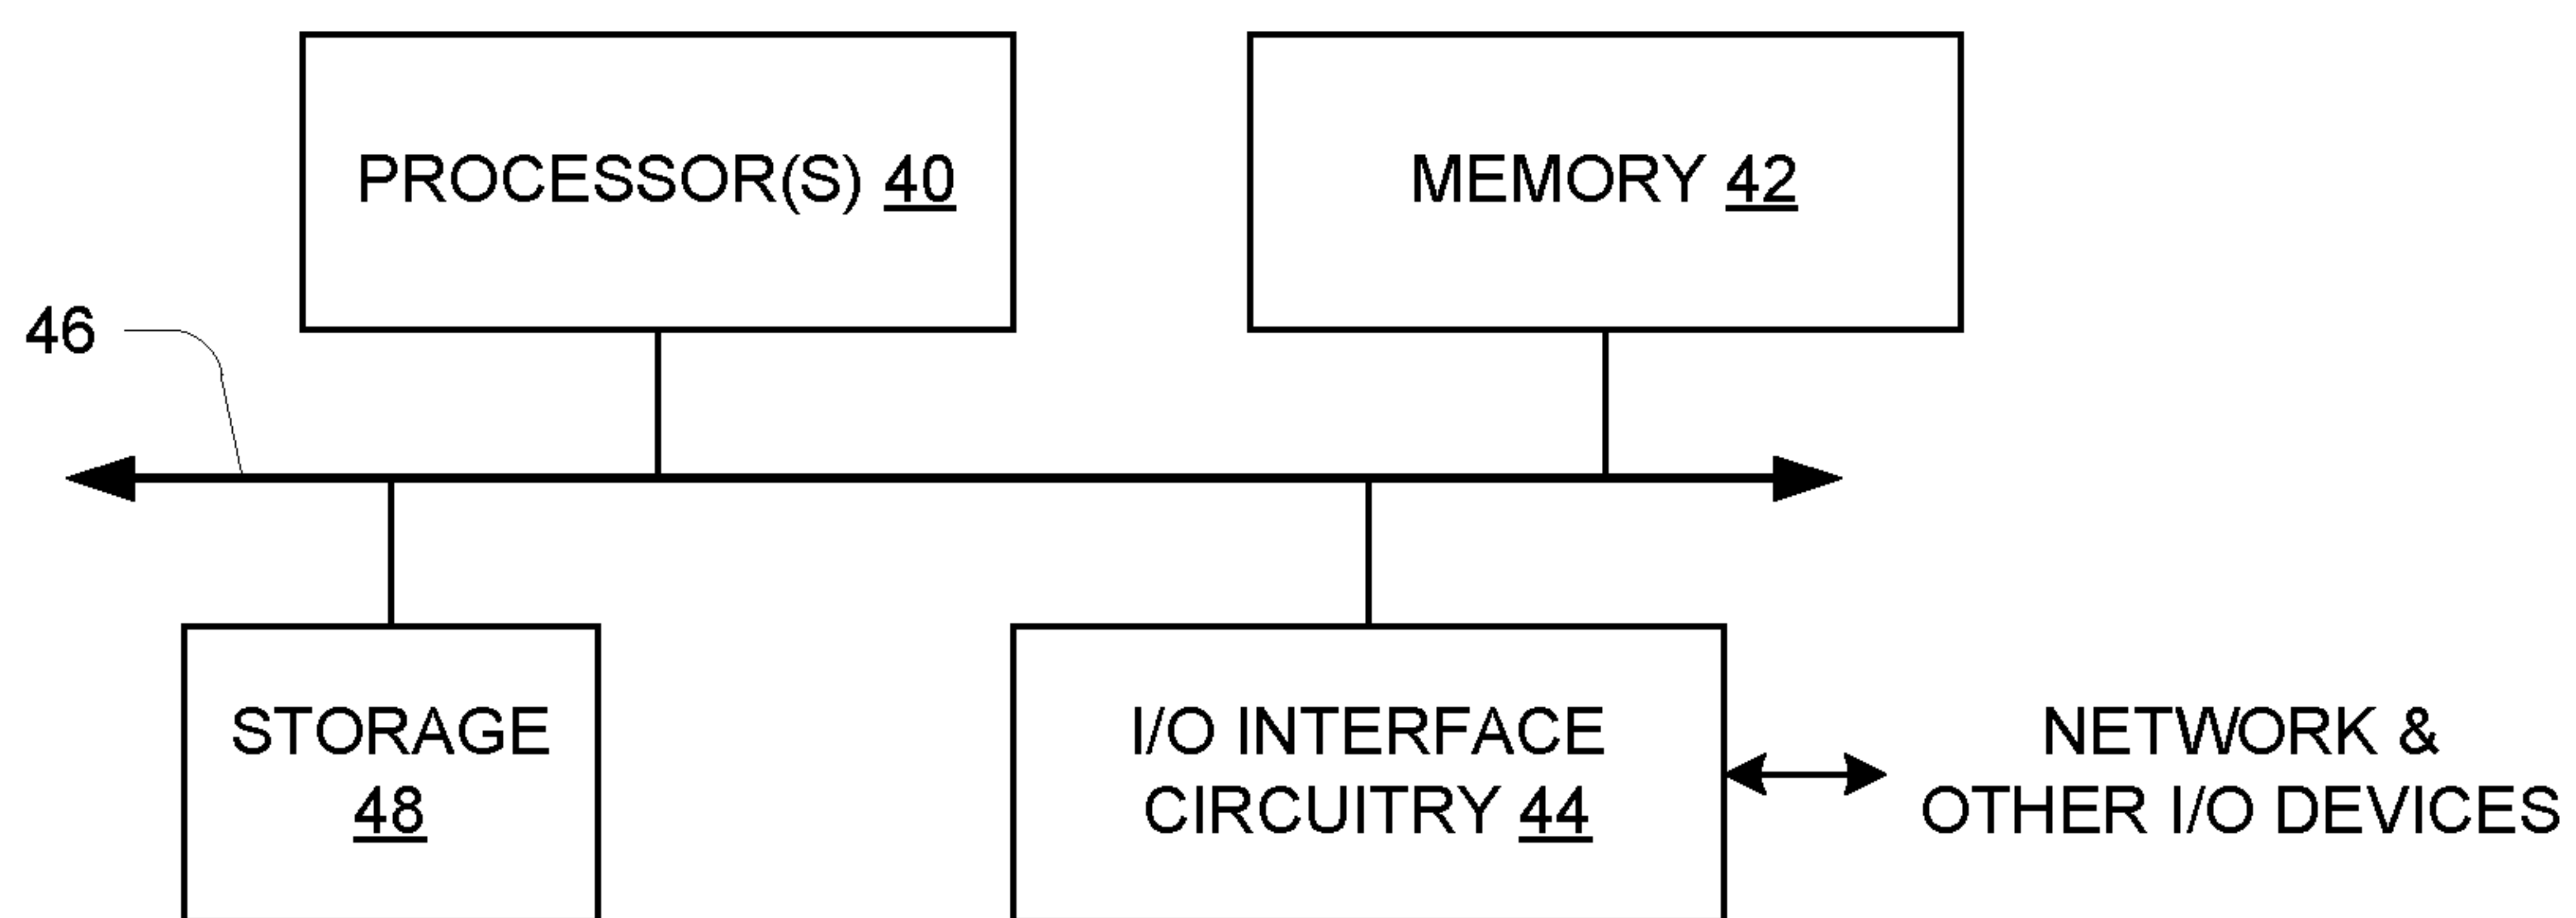 PROCESSOR(S) 40
MEMORY 42
46
STORAGE
48
I/O INTERFACE
CIRCUITRY 44
NETWORK &
OTHER I/O DEVICES